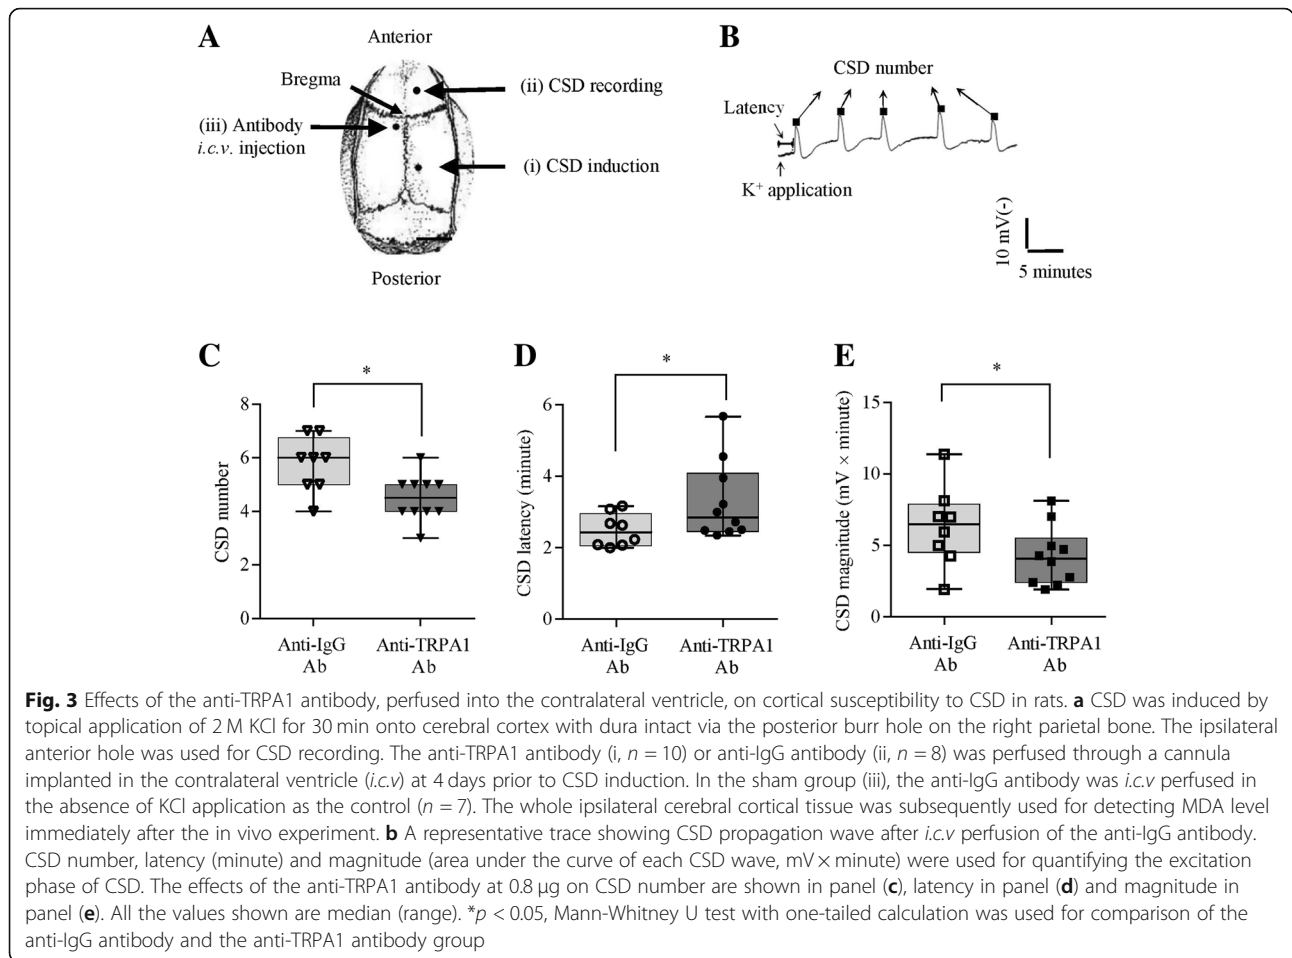 A
Anterior
Bregma
(ii) CSD recording
(iii) Antibody
i.c.v. injection
(i) CSD induction
Posterior
B
CSD number
Latency
K+ application
10 mV(-)
5 minutes
C
*
8
6
4
2
0
CSD number
Anti-IgG
Ab
Anti-TRPA1
Ab
D
*
6
4
2
0
CSD latency (minute)
Anti-IgG
Ab
Anti-TRPA1
Ab
E
*
15
10
5
0
CSD magnitude (mV × minute)
Anti-IgG
Ab
Anti-TRPA1
Ab
Fig. 3 Effects of the anti-TRPA1 antibody, perfused into the contralateral ventricle, on cortical susceptibility to CSD in rats. a CSD was induced by
topical application of 2 M KCl for 30 min onto cerebral cortex with dura intact via the posterior burr hole on the right parietal bone. The ipsilateral
anterior hole was used for CSD recording. The anti-TRPA1 antibody (i, n = 10) or anti-IgG antibody (ii, n = 8) was perfused through a cannula
implanted in the contralateral ventricle (i.c.v) at 4 days prior to CSD induction. In the sham group (iii), the anti-IgG antibody was i.c.v perfused in
the absence of KCl application as the control (n = 7). The whole ipsilateral cerebral cortical tissue was subsequently used for detecting MDA level
immediately after the in vivo experiment. b A representative trace showing CSD propagation wave after i.c.v perfusion of the anti-IgG antibody.
CSD number, latency (minute) and magnitude (area under the curve of each CSD wave, mV × minute) were used for quantifying the excitation
phase of CSD. The effects of the anti-TRPA1 antibody at 0.8 μg on CSD number are shown in panel (c), latency in panel (d) and magnitude in
panel (e). All the values shown are median (range). *p < 0.05, Mann-Whitney U test with one-tailed calculation was used for comparison of the
anti-IgG antibody and the anti-TRPA1 antibody group